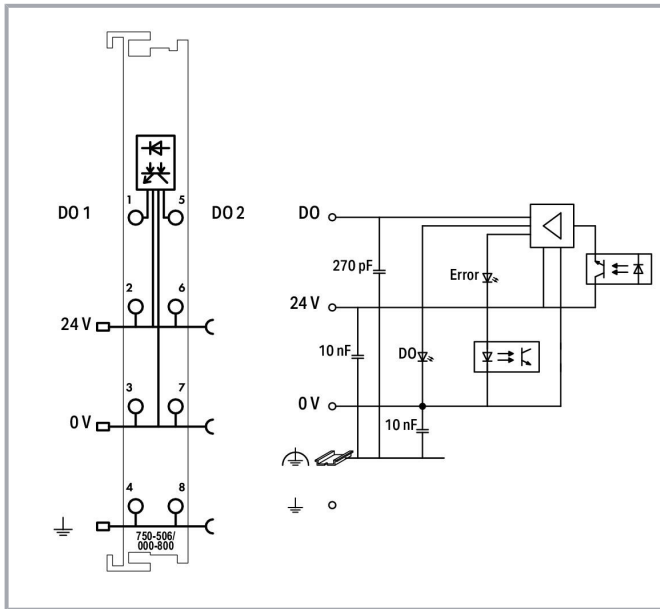 1
5
DO 1
DO 2
2
6
24 V
3
7
0 V
4
8
750-506/
000-800
DO
270 pF
Error
24 V
10 nF
DO
0 V
10 nF